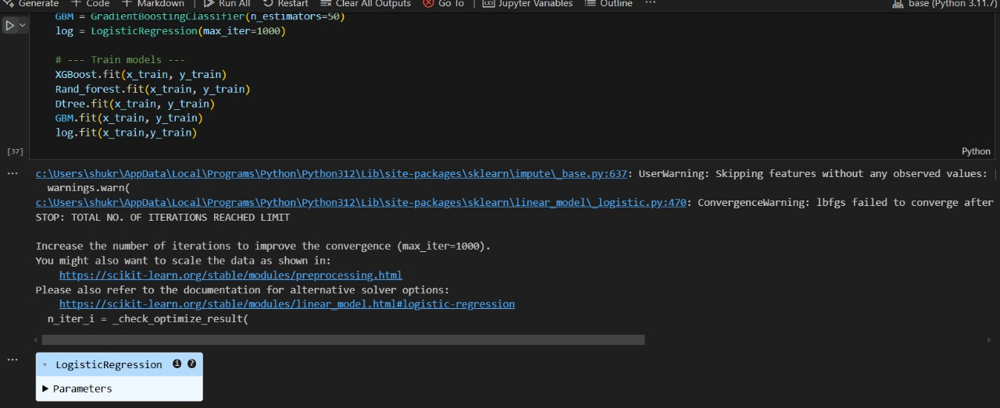 Generate + Code + Markdown | Run All Restart Clear All Outputs Go To | Jupyter Variables Outline ... base (Python 3.11.7)
GBM = GradientBoostingClassifier(n_estimators=50)
log = LogisticRegression(max_iter=1000)
# --- Train models ---
XGBoost.fit(x_train, y_train)
Rand_forest.fit(x_train, y_train)
Dtree.fit(x_train, y_train)
GBM.fit(x_train, y_train)
log.fit(x_train,y_train)
[37]
Python
... c:\Users\shukr\AppData\Local\Programs\Python\Python312\Lib\site-packages\sklearn\impute\_base.py:637: UserWarning: Skipping features without any observed values:
warnings.warn(
c:\Users\shukr\AppData\Local\Programs\Python\Python312\Lib\site-packages\sklearn\linear_model\_logistic.py:470: ConvergenceWarning: lbfgs failed to converge after
STOP: TOTAL NO. OF ITERATIONS REACHED LIMIT
Increase the number of iterations to improve the convergence (max_iter=1000).
You might also want to scale the data as shown in:
https://scikit-learn.org/stable/modules/preprocessing.html
Please also refer to the documentation for alternative solver options:
https://scikit-learn.org/stable/modules/linear_model.html#logistic-regression
n_iter_i = _check_optimize_result(
...
LogisticRegression i ?
Parameters